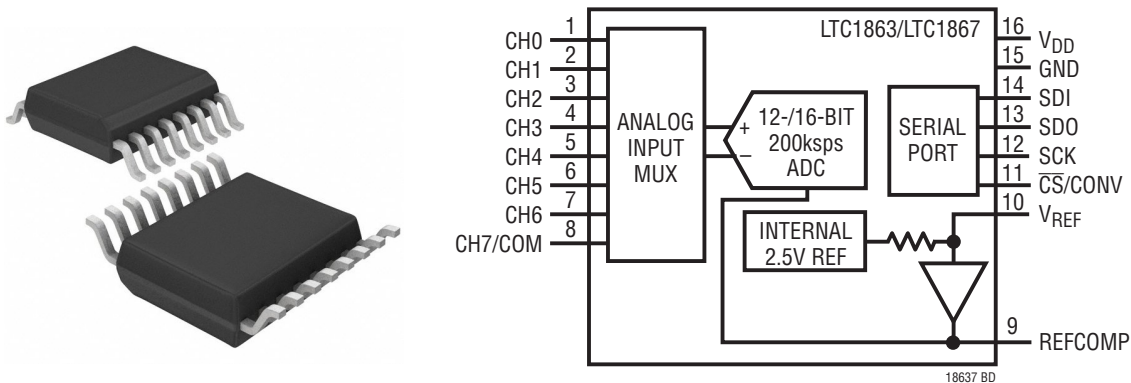 LTC1863/LTC1867
1
CH0
2
CH1
3
CH2
4
CH3
5
CH4
6
CH5
7
CH6
8
CH7/COM
ANALOG
INPUT
MUX
+
–
12-/16-BIT
200ksps
ADC
SERIAL
PORT
INTERNAL
2.5V REF
16
VDD
15
GND
14
SDI
13
SDO
12
SCK
11
C̅S̅/CONV
10
VREF
9
REFCOMP
18637 BD